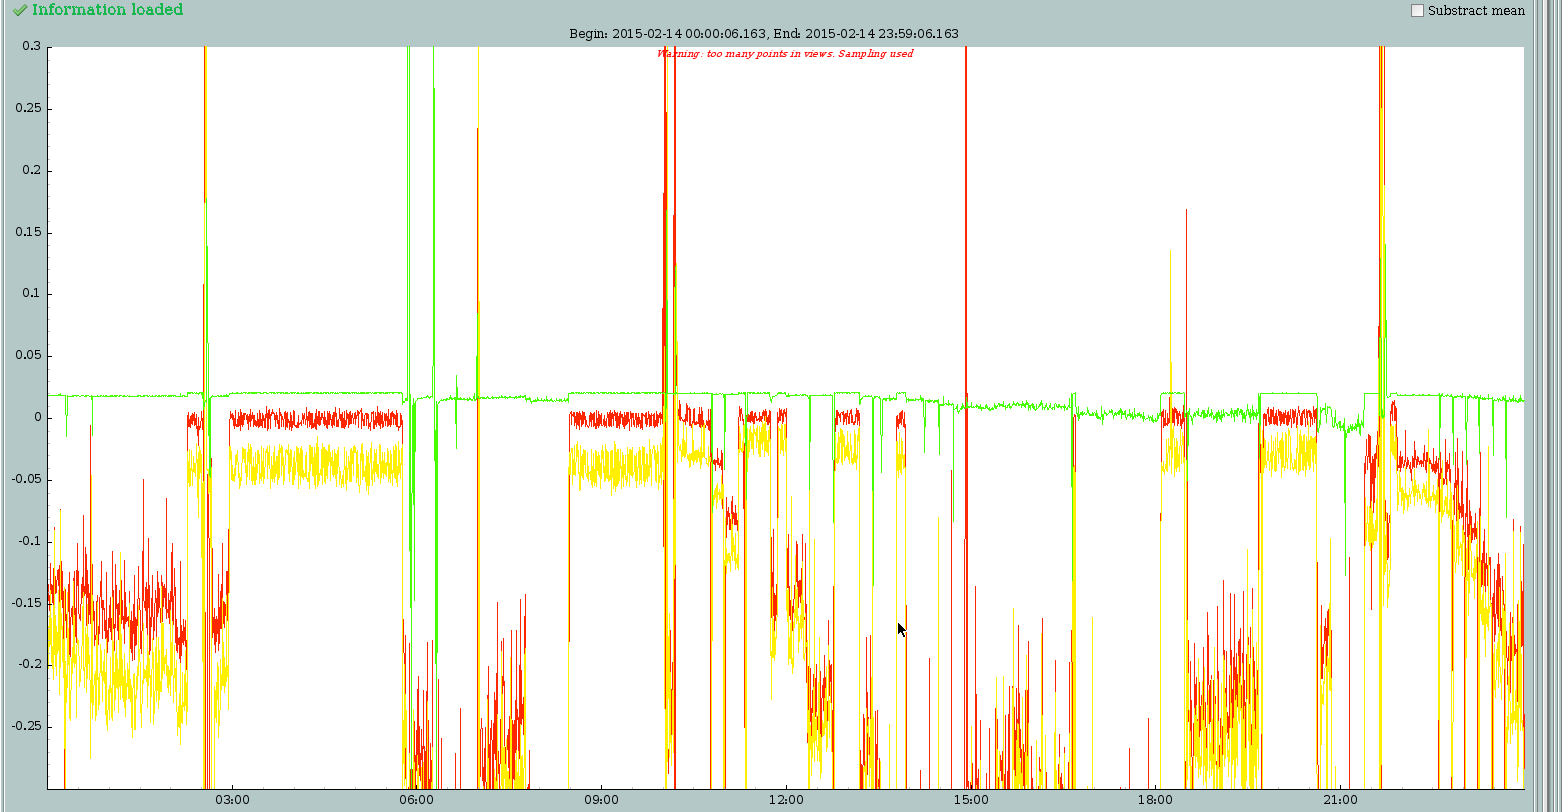 Information loaded
Substract mean
Begin: 2015-02-14 00:00:06.163, End: 2015-02-14 23:59:06.163
Warning: too many points in views. Sampling used
0.3
0.25
0.2
0.15
0.1
0.05
0
-0.05
-0.1
-0.15
-0.2
-0.25
03:00 06:00 09:00 12:00 15:00 18:00 21:00